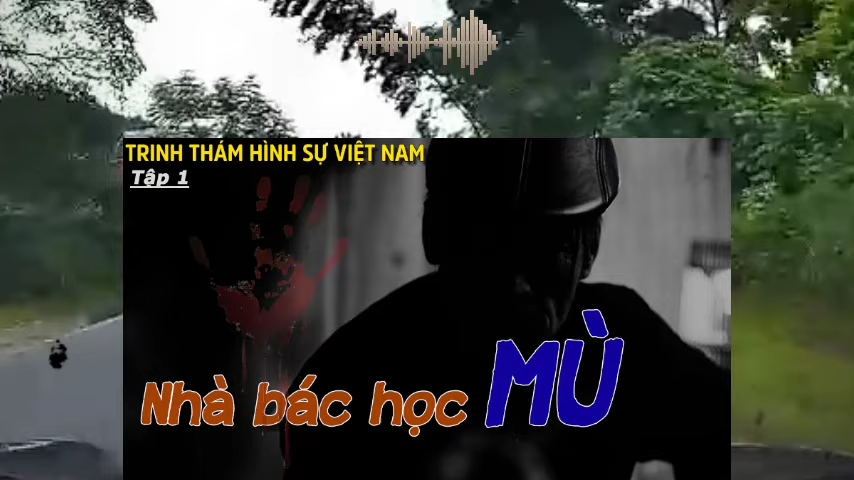 TRINH THÁM HÌNH SỰ VIỆT NAM
Tập 1
Nhà bác học MÙ